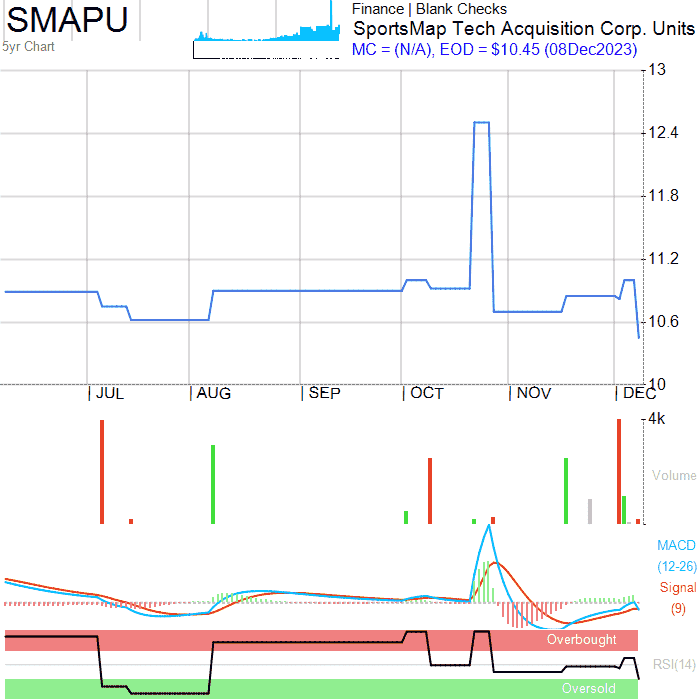 SMAPU
5yr Chart
Finance | Blank Checks
SportsMap Tech Acquisition Corp. Units
MC = (N/A), EOD = $10.45 (08Dec2023)
13
12.4
11.8
11.2
10.6
10
JUL
AUG
SEP
OCT
NOV
DEC
4k
Volume
MACD
(12-26)
Signal
(9)
Overbought
RSI(14)
Oversold